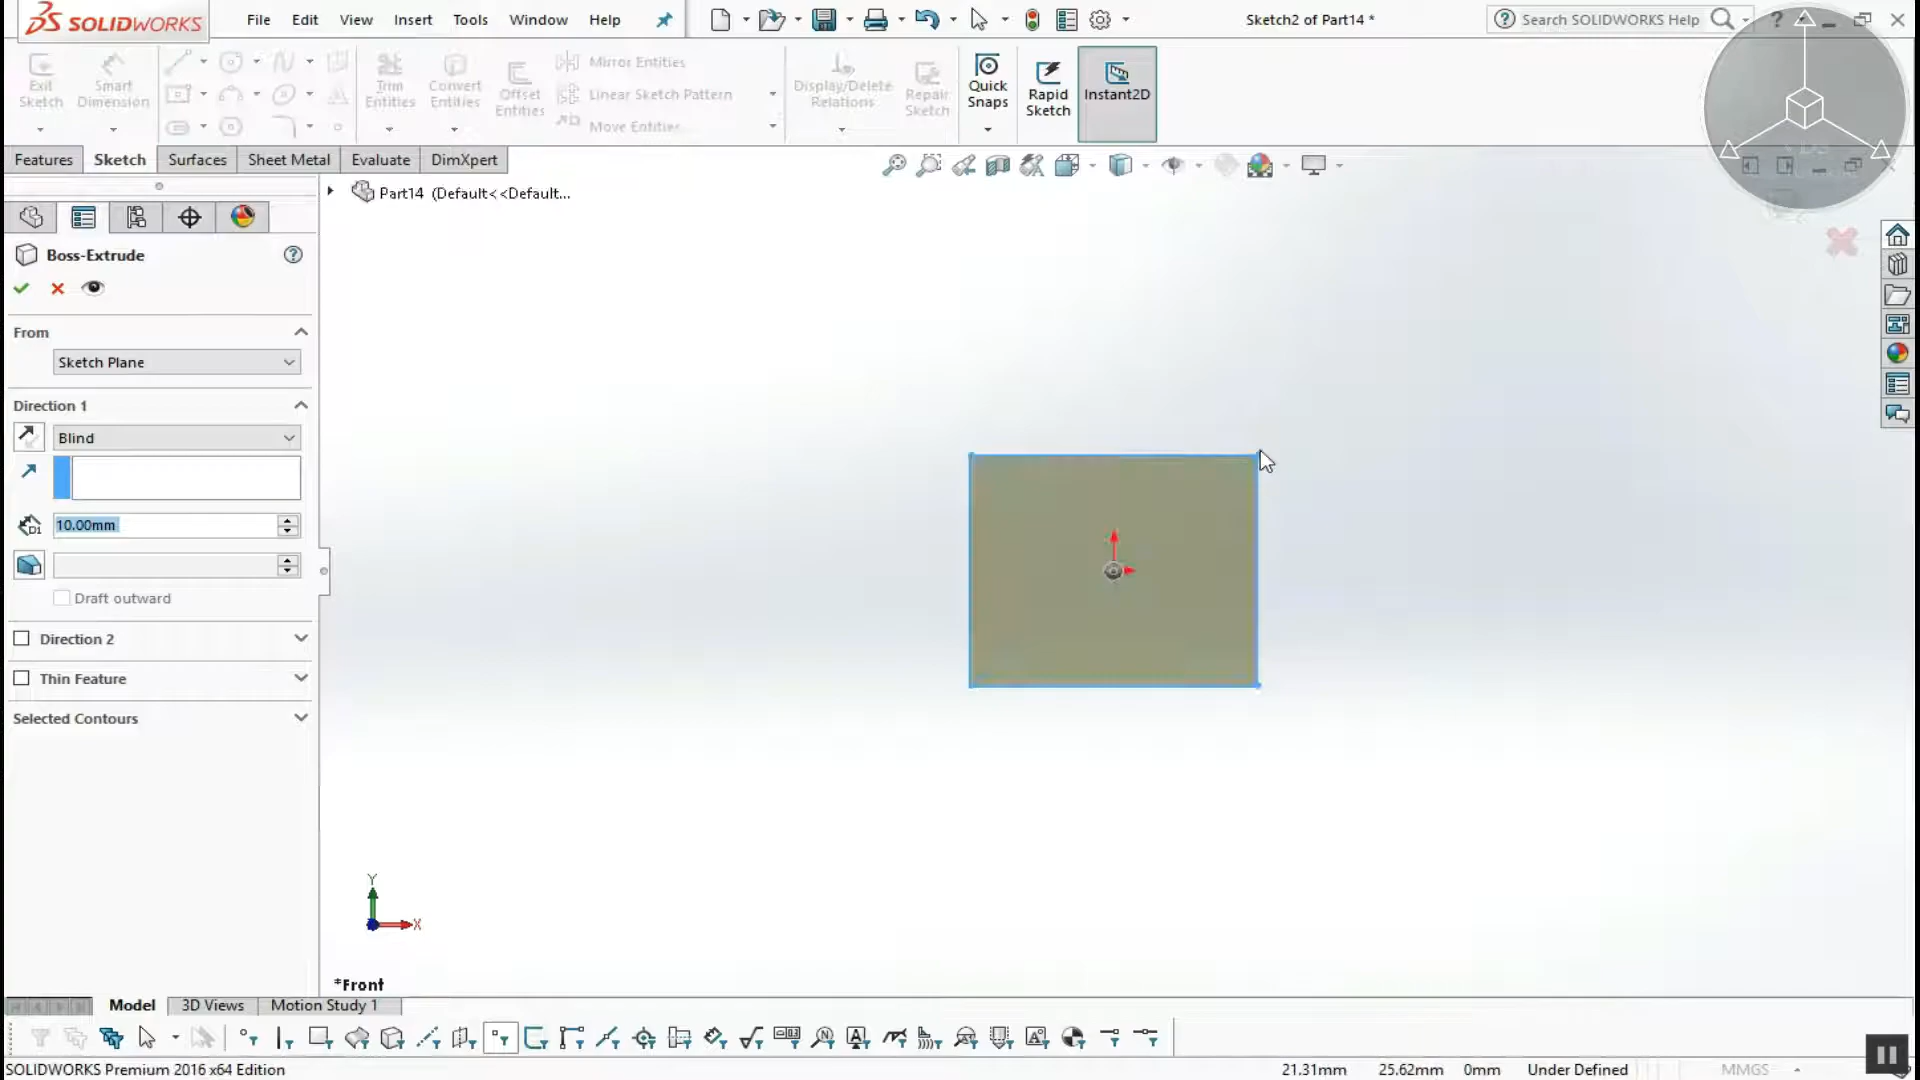 SOLIDWORKS
File Edit View Insert Tools Window Help
Sketch2 of Part14 *
Search SOLIDWORKS Help
Exit Sketch
Smart Dimension
Trim Entities
Convert Entities
Offset Entities
Mirror Entities
Linear Sketch Pattern
Move Entities
Display/Delete Relations
Repair Sketch
Quick Snaps
Rapid Sketch
Instant2D
Features Sketch Surfaces Sheet Metal Evaluate DimXpert
Part14 (Default<<Default...
Boss-Extrude
From
Sketch Plane
Direction 1
Blind
D1
10.00mm
Draft outward
Direction 2
Thin Feature
Selected Contours
Y
X
*Front
Model 3D Views Motion Study 1
SOLIDWORKS Premium 2016 x64 Edition
21.31mm 25.62mm 0mm Under Defined MMGS